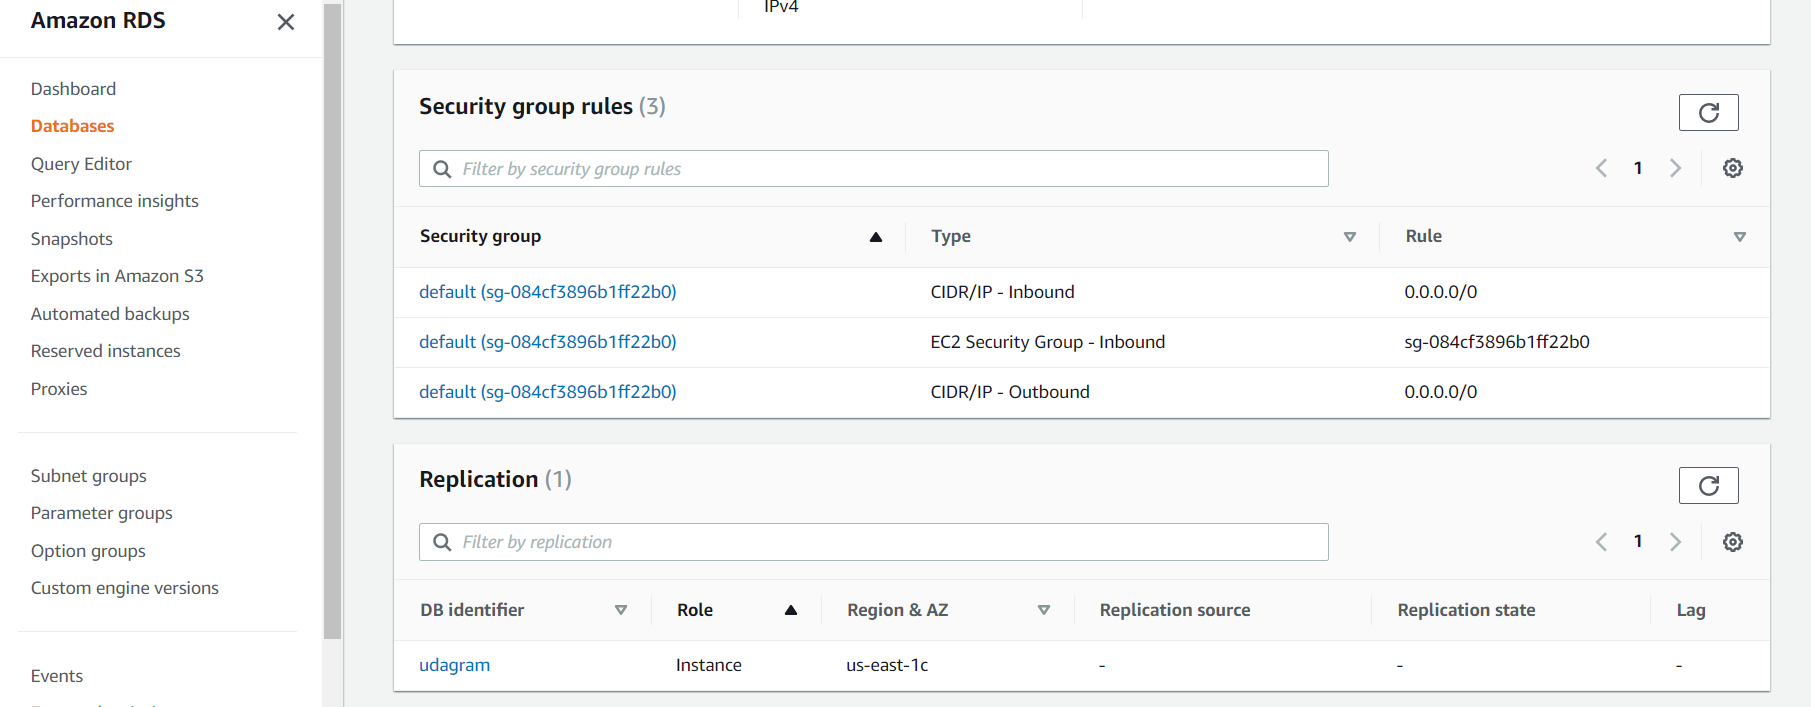 Amazon RDS
Dashboard
Databases
Query Editor
Performance insights
Snapshots
Exports in Amazon S3
Automated backups
Reserved instances
Proxies
Subnet groups
Parameter groups
Option groups
Custom engine versions
Events
IPv4
Security group rules (3)
Filter by security group rules
1
Security group Type Rule
default (sg-084cf3896b1ff22b0) CIDR/IP - Inbound 0.0.0.0/0
default (sg-084cf3896b1ff22b0) EC2 Security Group - Inbound sg-084cf3896b1ff22b0
default (sg-084cf3896b1ff22b0) CIDR/IP - Outbound 0.0.0.0/0
Replication (1)
Filter by replication
1
DB identifier Role Region & AZ Replication source Replication state Lag
udagram Instance us-east-1c - - -